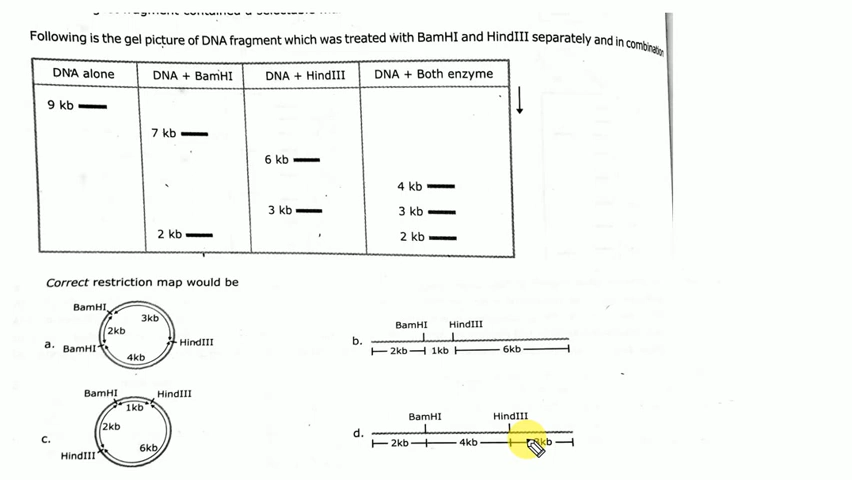 Following is the gel picture of DNA fragment which was treated with BamHI and HindIII separately and in combination
DNA alone DNA + BamHI DNA + HindIII DNA + Both enzyme
9 kb
7 kb
6 kb
4 kb
3 kb 3 kb
2 kb 2 kb
Correct restriction map would be
a. BamHI 3kb
2kb
BamHI HindIII
4kb
b. BamHI HindIII
2kb 1kb 6kb
c. BamHI HindIII
1kb
2kb
HindIII 6kb
d. BamHI HindIII
2kb 4kb